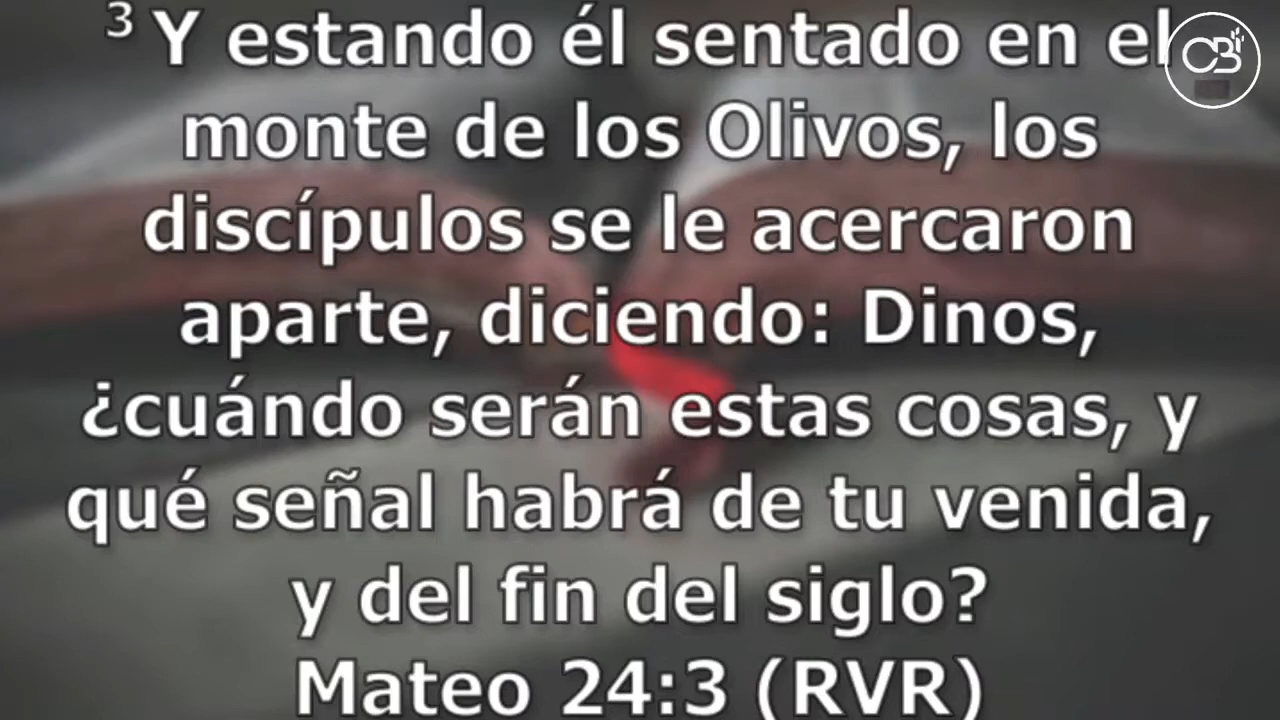 ³ Y estando él sentado en el
monte de los Olivos, los
discípulos se le acercaron
aparte, diciendo: Dinos,
¿cuándo serán estas cosas, y
qué señal habrá de tu venida,
y del fin del siglo?
Mateo 24:3 (RVR)
CB